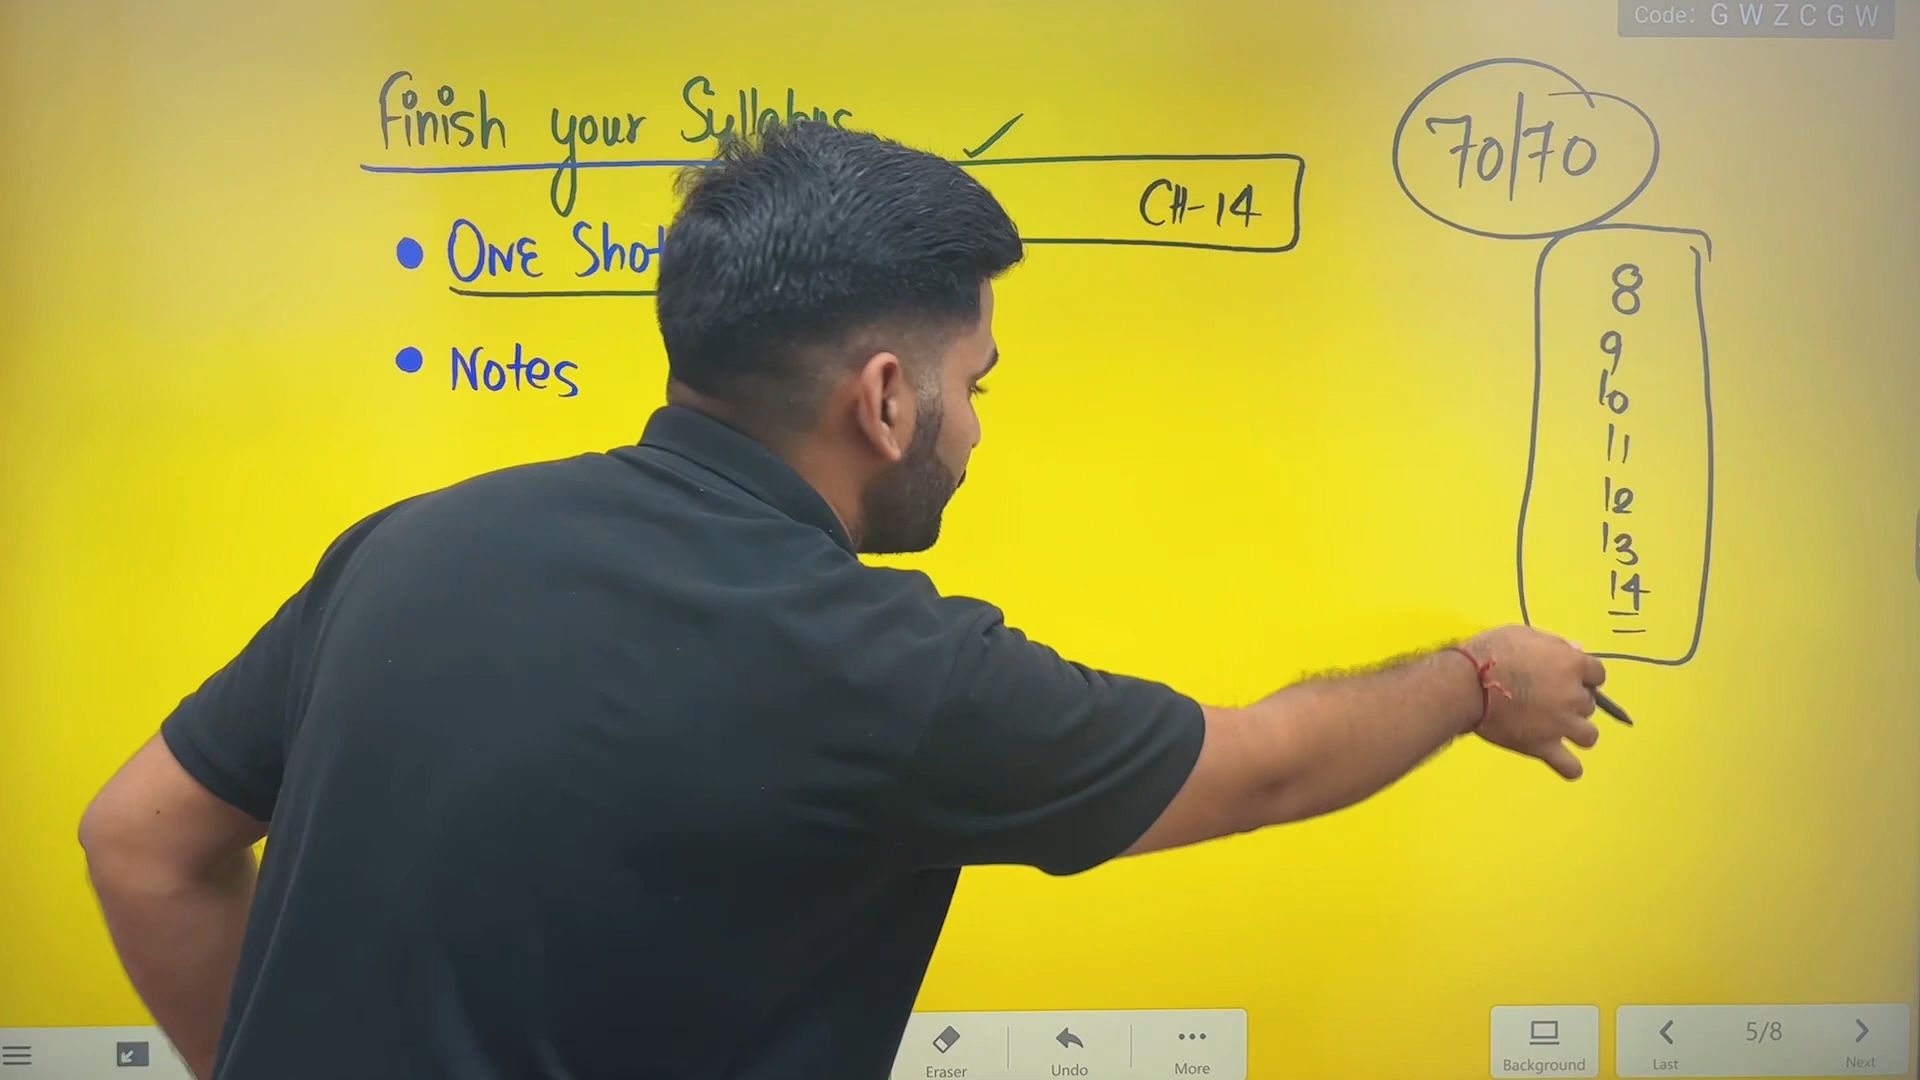 Code: GWZCGW
Finish your Syllabus ✓
CH-14
• ONE Shot
• Notes
70/70
8
9
10
11
12
13
14
Eraser
Undo
More
Background
Last
5/8
Next